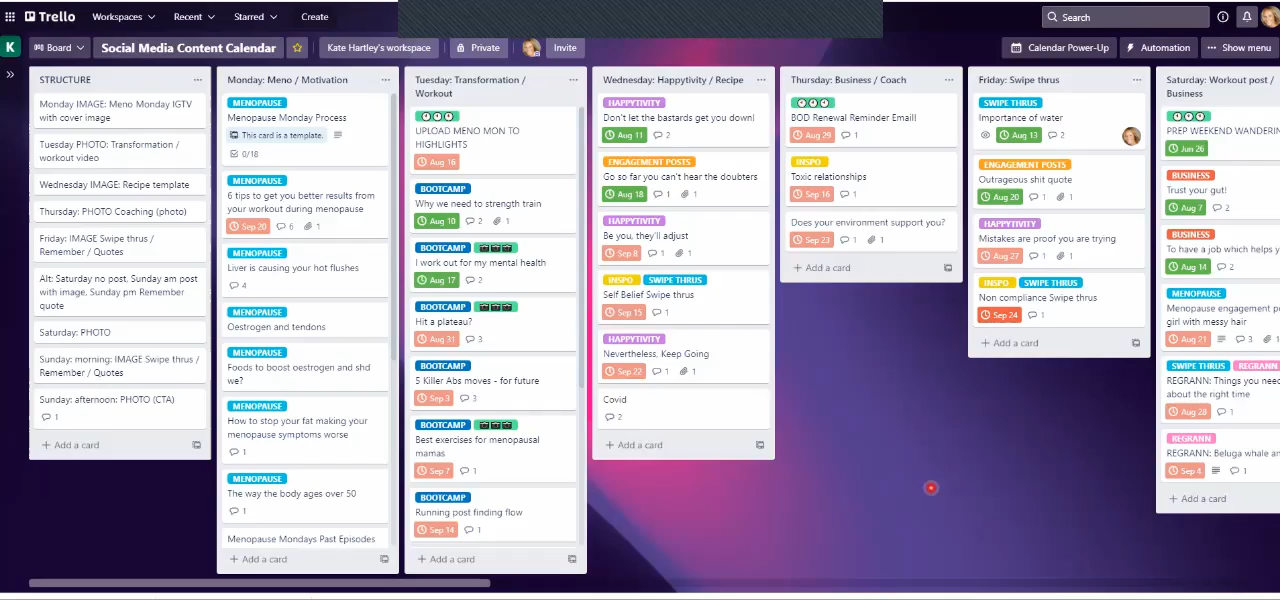 Trello
Workspaces
Recent
Starred
Create
Search
K
Board
Social Media Content Calendar
Kate Hartley's workspace
Private
Invite
Calendar Power-Up
Automation
Show menu
STRUCTURE
Monday IMAGE: Meno Monday IGTV
with cover image
Tuesday PHOTO: Transformation /
workout video
Wednesday IMAGE: Recipe template
Thursday: PHOTO Coaching (photo)
Friday: IMAGE Swipe thrus /
Remember / Quotes
Alt: Saturday no post, Sunday am post
with image, Sunday pm Remember
quote
Saturday: PHOTO
Sunday: morning: IMAGE Swipe thrus /
Remember / Quotes
Sunday: afternoon: PHOTO (CTA)
1
+ Add a card
Monday: Meno / Motivation
MENOPAUSE
Menopause Monday Process
This card is a template.
0/18
MENOPAUSE
6 tips to get you better results from
your workout during menopause
Sep 20 6 1
MENOPAUSE
Liver is causing your hot flushes
4
MENOPAUSE
Oestrogen and tendons
MENOPAUSE
Foods to boost oestrogen and shd
we?
MENOPAUSE
How to stop your fat making your
menopause symptoms worse
1
MENOPAUSE
The way the body ages over 50
1
Menopause Mondays Past Episodes
+ Add a card
Tuesday: Transformation /
Workout
UPLOAD MENO MON TO
HIGHLIGHTS
Aug 16
BOOTCAMP
Why we need to strength train
Aug 10 2 1
BOOTCAMP
I work out for my mental health
Aug 17 2
BOOTCAMP
Hit a plateau?
Aug 31 3
BOOTCAMP
5 Killer Abs moves - for future
Sep 3 3
BOOTCAMP
Best exercises for menopausal
mamas
Sep 7 1
BOOTCAMP
Running post finding flow
Sep 14 1
+ Add a card
Wednesday: Happytivity / Recipe
HAPPYTIVITY
Don't let the bastards get you down!
Aug 11 2
ENGAGEMENT POSTS
Go so far you can't hear the doubters
Aug 18 1 1
HAPPYTIVITY
Be you, they'll adjust
Sep 8 1 1
INSPO SWIPE THRUS
Self Belief Swipe thrus
Sep 15 1
HAPPYTIVITY
Nevertheless, Keep Going
Sep 22 1 1
Covid
2
+ Add a card
Thursday: Business / Coach
BOD Renewal Reminder Emaill
Aug 29 1
INSPO
Toxic relationships
Sep 16 1
Does your environment support you?
Sep 23 1 1
+ Add a card
Friday: Swipe thrus
SWIPE THRUS
Importance of water
Aug 13 2
ENGAGEMENT POSTS
Outrageous shit quote
Aug 20 1 1
HAPPYTIVITY
Mistakes are proof you are trying
Aug 27 1 1
INSPO SWIPE THRUS
Non compliance Swipe thrus
Sep 24 1
+ Add a card
Saturday: Workout post /
Business
PREP WEEKEND WANDERIN
Jun 26
BUSINESS
Trust your gut!
Aug 7 2
BUSINESS
To have a job which helps y
Aug 14 2
MENOPAUSE
Menopause engagement p
girl with messy hair
Aug 21 3 1
SWIPE THRUS REGRANN
REGRANN: Things you nee
about the right time
Aug 28 1
REGRANN
REGRANN: Beluga whale an
Sep 4 1
+ Add a card